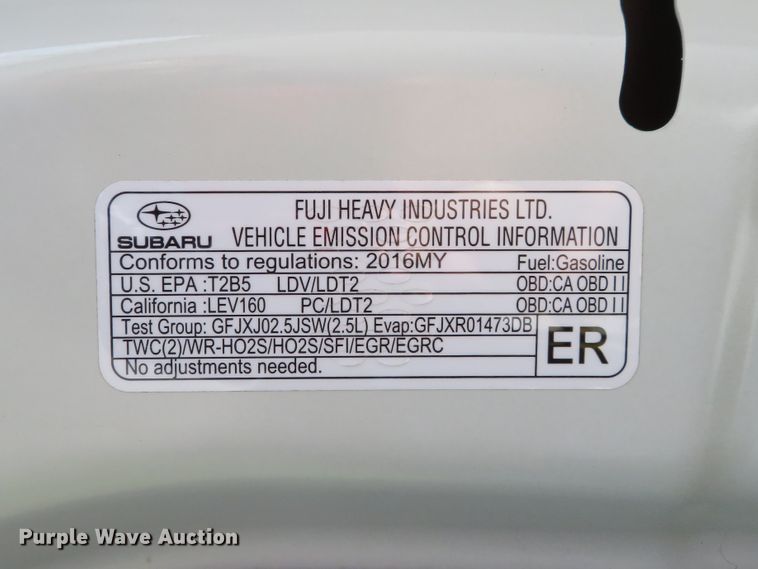 FUJI HEAVY INDUSTRIES LTD.
SUBARU VEHICLE EMISSION CONTROL INFORMATION
Conforms to regulations: 2016MY Fuel:Gasoline
U.S. EPA :T2B5 LDV/LDT2 OBD:CA OBD II
California :LEV160 PC/LDT2 OBD:CA OBD II
Test Group: GFJXJ02.5JSW(2.5L) Evap:GFJXR01473DB
TWC(2)/WR-HO2S/HO2S/SFI/EGR/EGRC
ER
No adjustments needed.
Purple Wave Auction